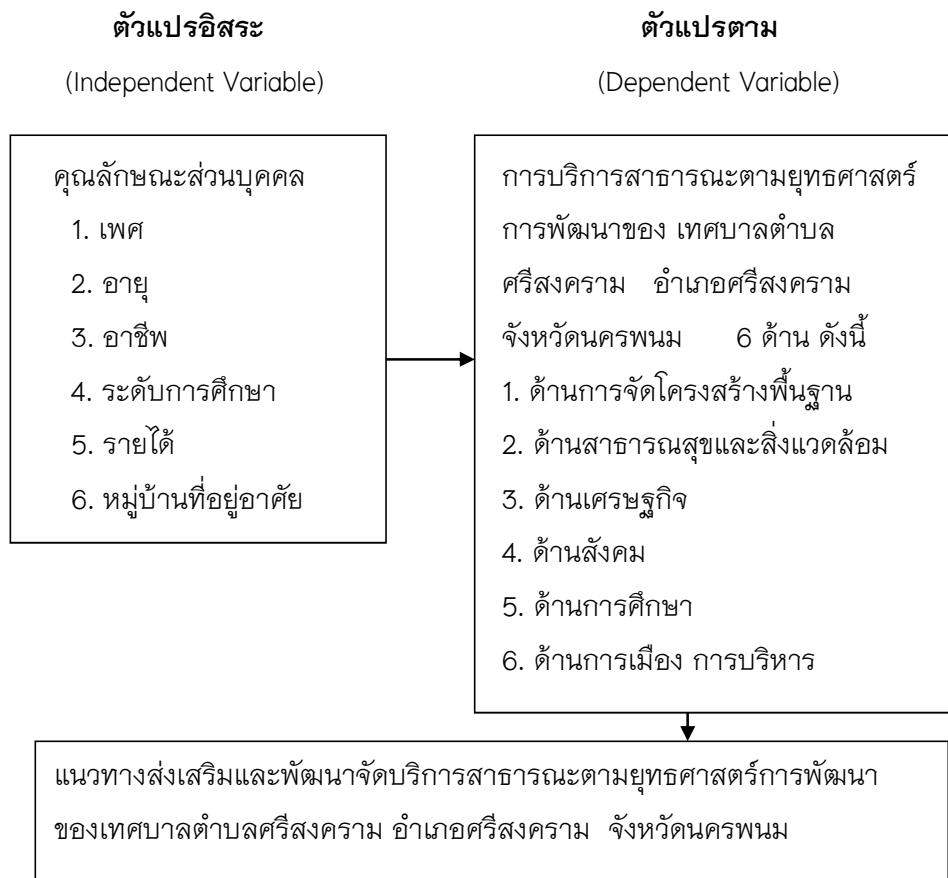 ตัวแปรอิสระ
(Independent Variable)
คุณลักษณะส่วนบุคคล
1. เพศ
2. อายุ
3. อาชีพ
4. ระดับการศึกษา
5. รายได้
6. หมู่บ้านที่อยู่อาศัย
ตัวแปรตาม
(Dependent Variable)
การบริการสาธารณะตามยุทธศาสตร์
การพัฒนาของ เทศบาลตำบล
ศรีสงคราม อำเภอศรีสงคราม
จังหวัดนครพนม 6 ด้าน ดังนี้
1. ด้านการจัดโครงสร้างพื้นฐาน
2. ด้านสาธารณสุขและสิ่งแวดล้อม
3. ด้านเศรษฐกิจ
4. ด้านสังคม
5. ด้านการศึกษา
6. ด้านการเมือง การบริหาร
แนวทางส่งเสริมและพัฒนาจัดบริการสาธารณะตามยุทธศาสตร์การพัฒนา
ของเทศบาลตำบลศรีสงคราม อำเภอศรีสงคราม จังหวัดนครพนม